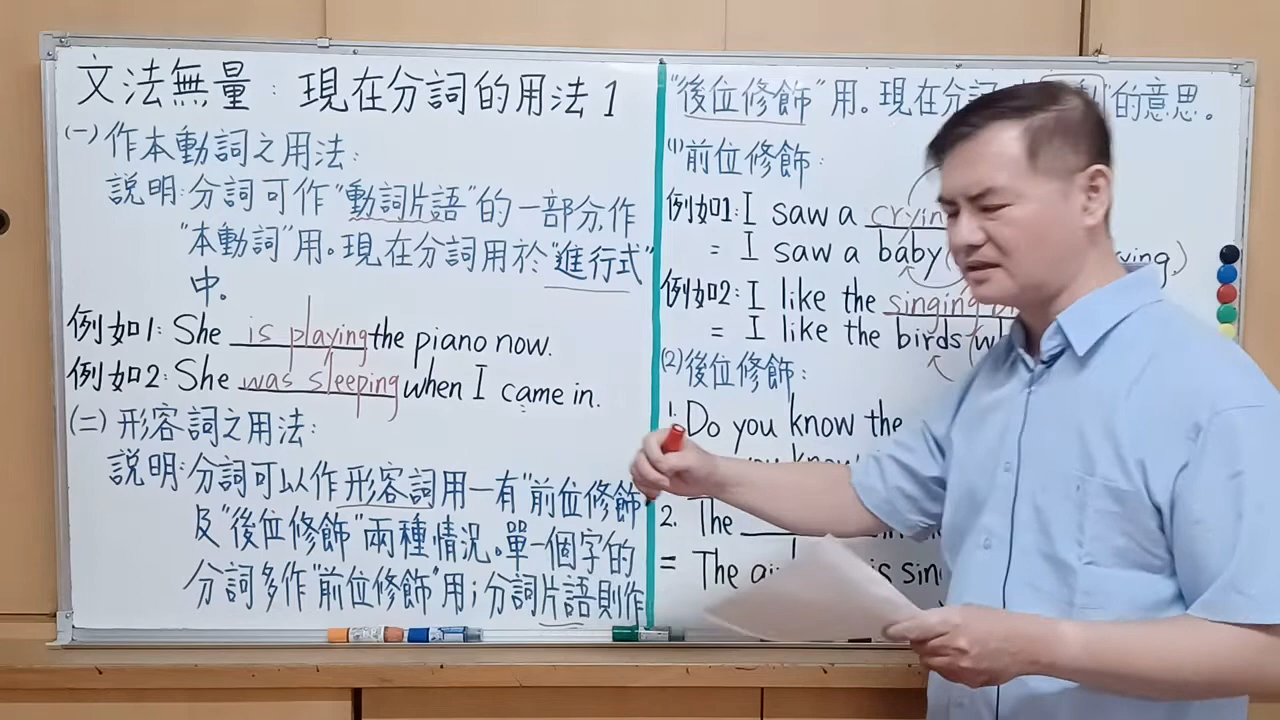 文法無量：現在分詞的用法1
㈠作本動詞之用法：
說明：分詞可作"動詞片語"的一部分,作
"本動詞"用。現在分詞用於"進行式"
中。
例如1：She is playing the piano now.
例如2：She was sleeping when I came in.
㈡形容詞之用法：
說明：分詞可以作形容詞用一有"前位修飾"
及"後位修飾"兩種情況。單一個字的
分詞多作"前位修飾"用；分詞片語則作
"後位修飾"用。現在分詞 "的意思。
⑴前位修飾：
例如1：I saw a
= I saw a baby
例如2：I like the singing
= I like the birds
⑵後位修飾：
1. Do you know the
you know
2. The
= The is